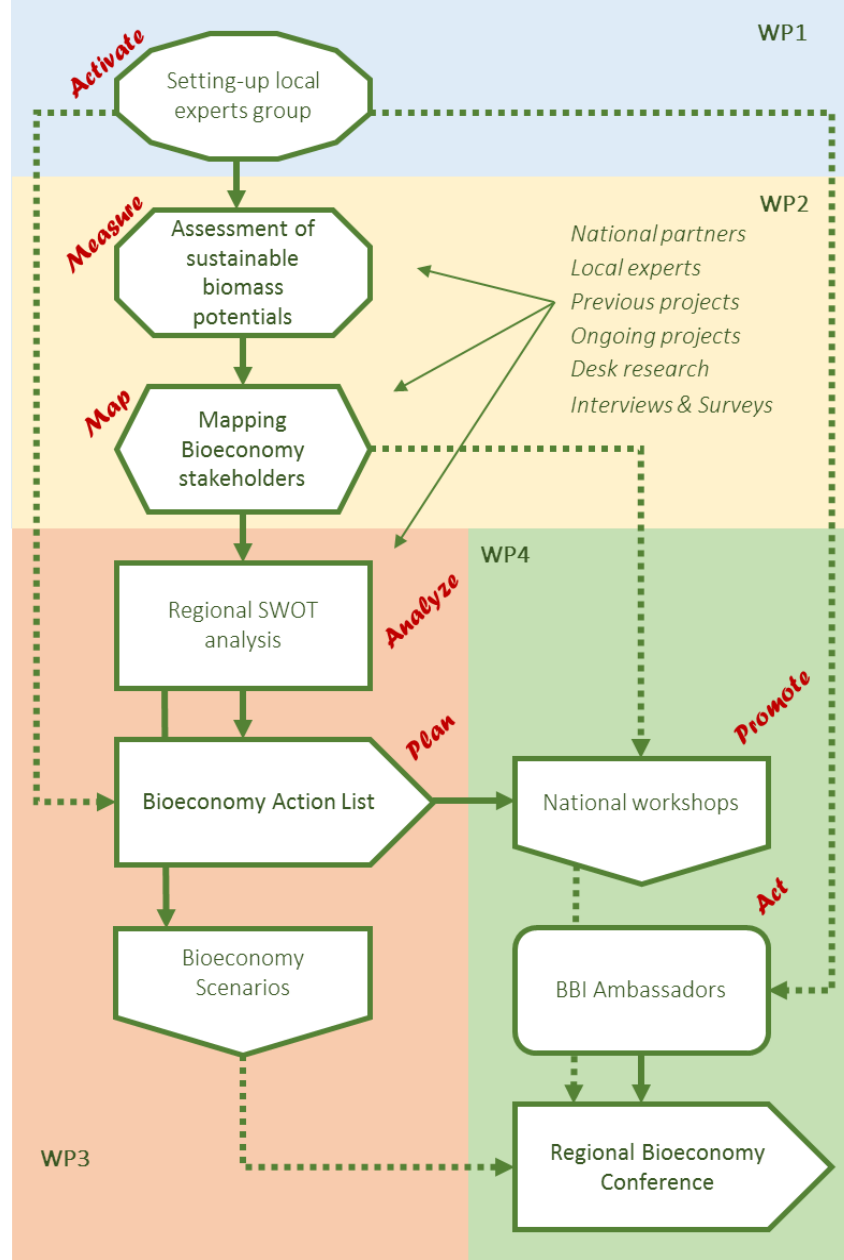 WP1
Activate
Setting-up local
experts group
WP2
Measure
Assessment of
sustainable
biomass
potentials
National partners
Local experts
Previous projects
Ongoing projects
Desk research
Interviews & Surveys
Map
Mapping
Bioeconomy
stakeholders
WP4
Regional SWOT
analysis
Analyze
Plan
Bioeconomy Action List
Promote
National workshops
Act
Bioeconomy
Scenarios
BBI Ambassadors
WP3
Regional Bioeconomy
Conference